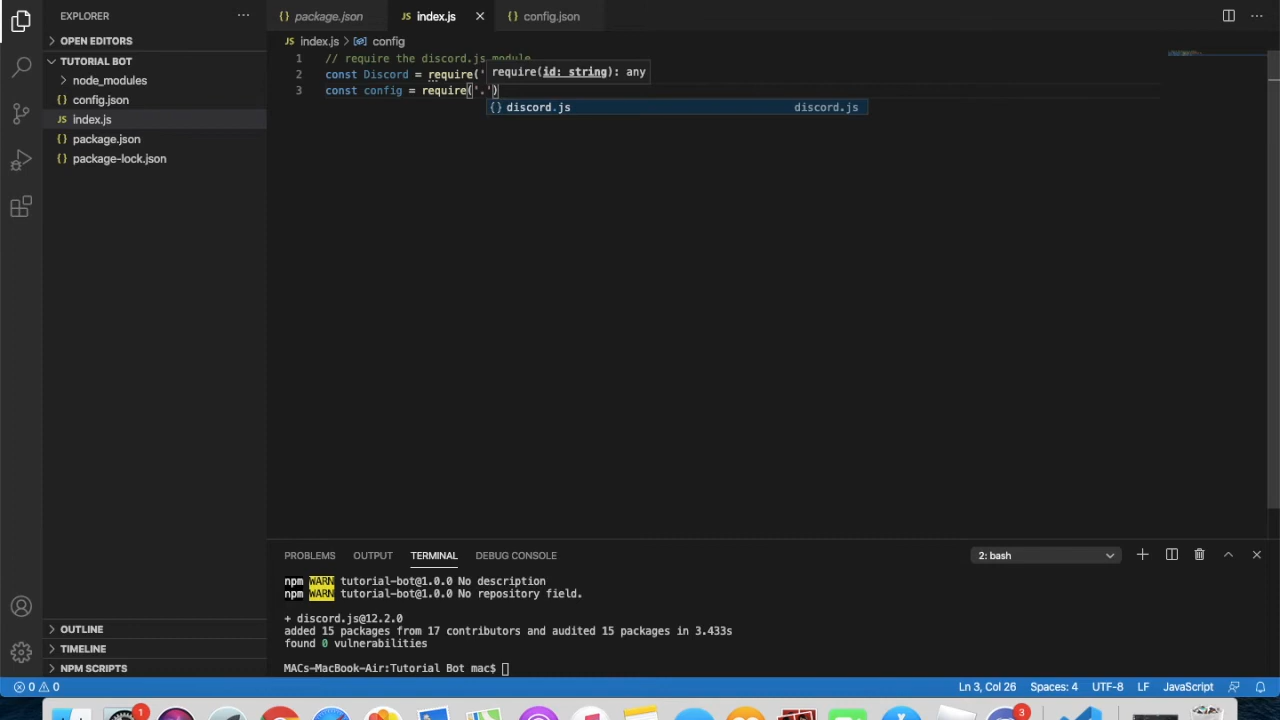 EXPLORER
OPEN EDITORS
TUTORIAL BOT
node_modules
{} config.json
JS index.js
{} package.json
{} package-lock.json
OUTLINE
TIMELINE
NPM SCRIPTS
{} package.json
JS index.js
{} config.json
JS index.js > config
1 // require the discord.js module
2 const Discord = require('
require(id: string): any
3 const config = require('.')
{} discord.js discord.js
PROBLEMS OUTPUT TERMINAL DEBUG CONSOLE
2: bash
npm WARN tutorial-bot@1.0.0 No description
npm WARN tutorial-bot@1.0.0 No repository field.
+ discord.js@12.2.0
added 15 packages from 17 contributors and audited 15 packages in 3.433s
found 0 vulnerabilities
MACs-MacBook-Air:Tutorial Bot mac$
0 0
Ln 3, Col 26 Spaces: 4 UTF-8 LF JavaScript
1
3